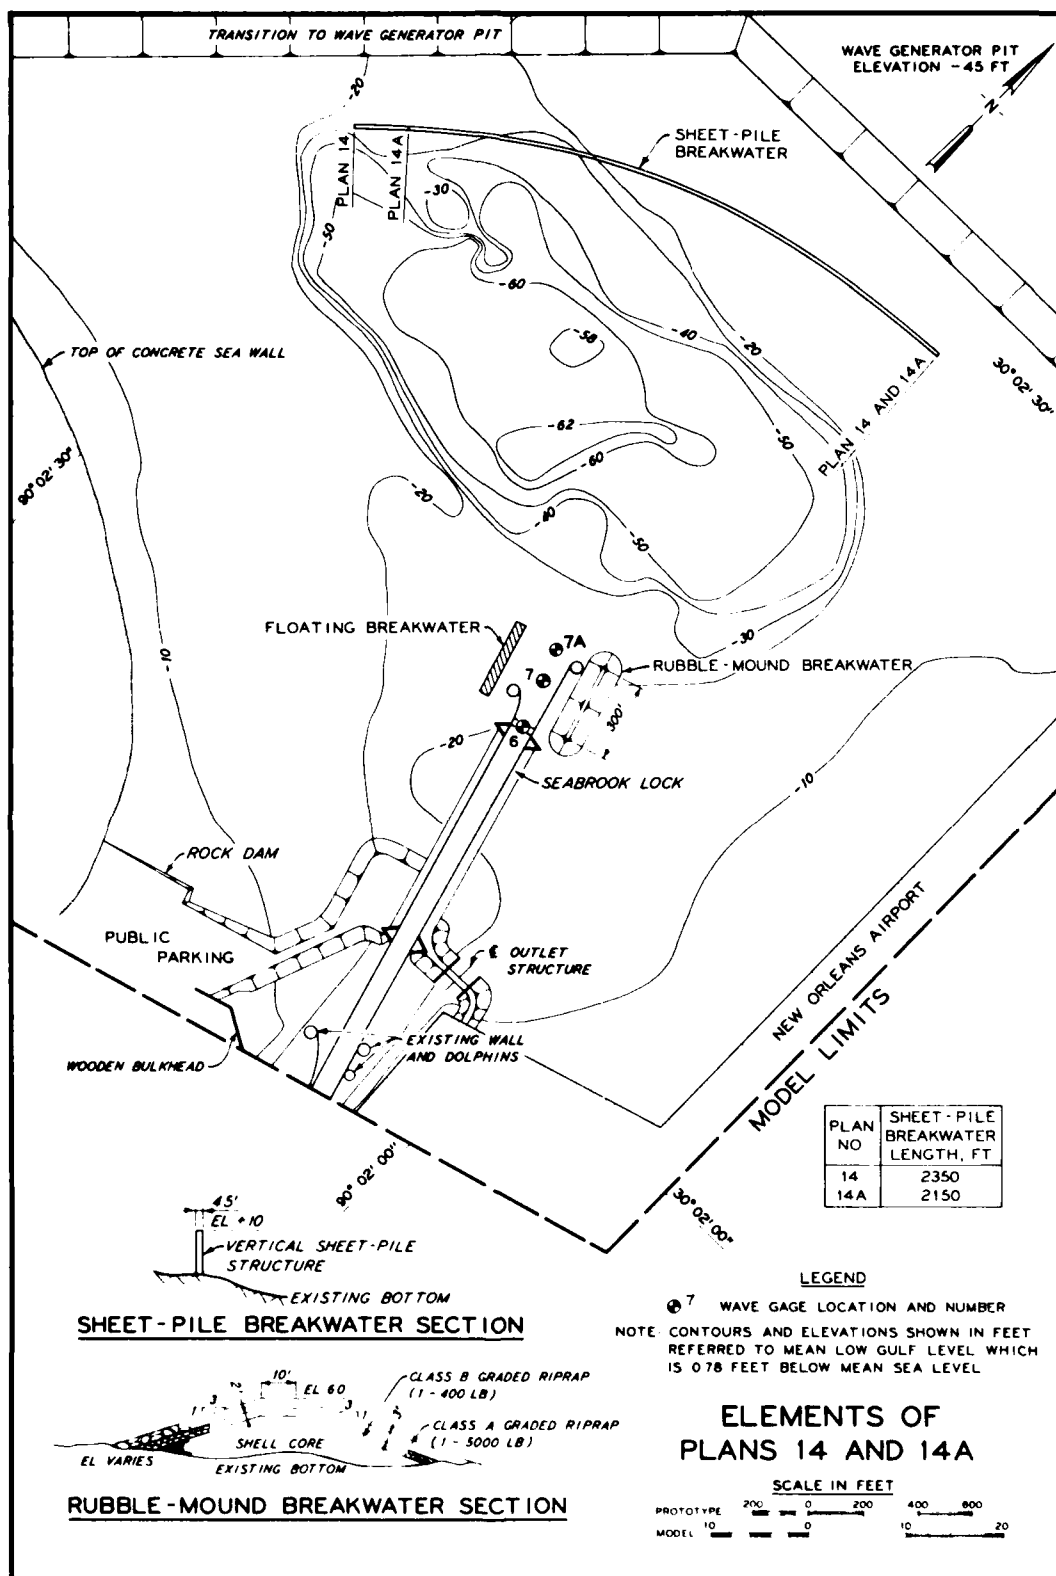 TRANSITION TO WAVE GENERATOR PIT
WAVE GENERATOR PIT
ELEVATION -45 FT
N
-20
SHEET-PILE
BREAKWATER
PLAN 14
PLAN 14A
-30
-50
-60
-58
-40
-20
TOP OF CONCRETE SEA WALL
30° 02' 30"
PLAN 14 AND 14A
-62
-60
-50
90° 02' 30"
-20
-40
-50
-30
FLOATING BREAKWATER
7A
7
RUBBLE-MOUND BREAKWATER
300'
-10
6
-20
SEABROOK LOCK
-10
ROCK DAM
PUBLIC
PARKING
℄ OUTLET
STRUCTURE
NEW ORLEANS AIRPORT
MODEL LIMITS
EXISTING WALL
AND DOLPHINS
WOODEN BULKHEAD
PLAN
NO
SHEET-PILE
BREAKWATER
LENGTH, FT
14 2350
14A 2150
90° 02' 00"
30° 02' 00"
EL +10
VERTICAL SHEET-PILE
STRUCTURE
EXISTING BOTTOM
SHEET-PILE BREAKWATER SECTION
LEGEND
7 WAVE GAGE LOCATION AND NUMBER
NOTE: CONTOURS AND ELEVATIONS SHOWN IN FEET
REFERRED TO MEAN LOW GULF LEVEL WHICH
IS 0.78 FEET BELOW MEAN SEA LEVEL
10'
EL 6.0
CLASS B GRADED RIPRAP
(1 - 400 LB)
CLASS A GRADED RIPRAP
(1 - 5000 LB)
SHELL CORE
EL VARIES
EXISTING BOTTOM
RUBBLE-MOUND BREAKWATER SECTION
ELEMENTS OF
PLANS 14 AND 14A
SCALE IN FEET
PROTOTYPE 200 0 200 400 600
MODEL 10 0 10 20